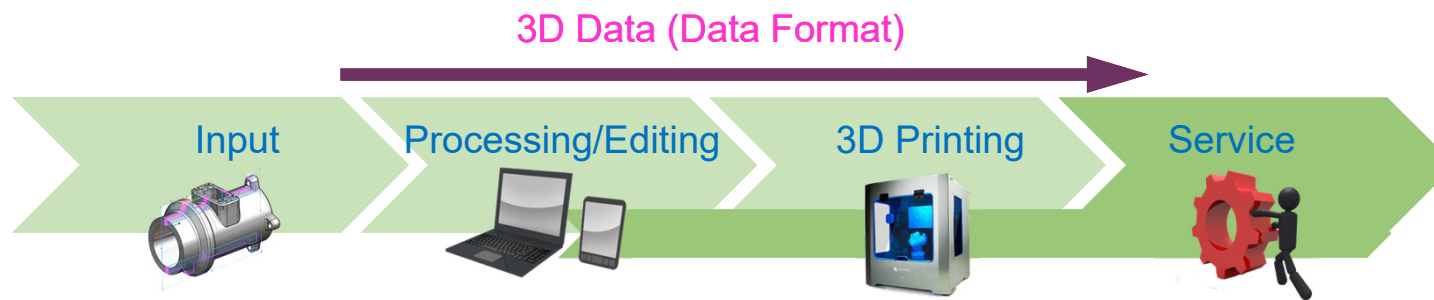 3D Data (Data Format)
Input
Processing/Editing
3D Printing
Service